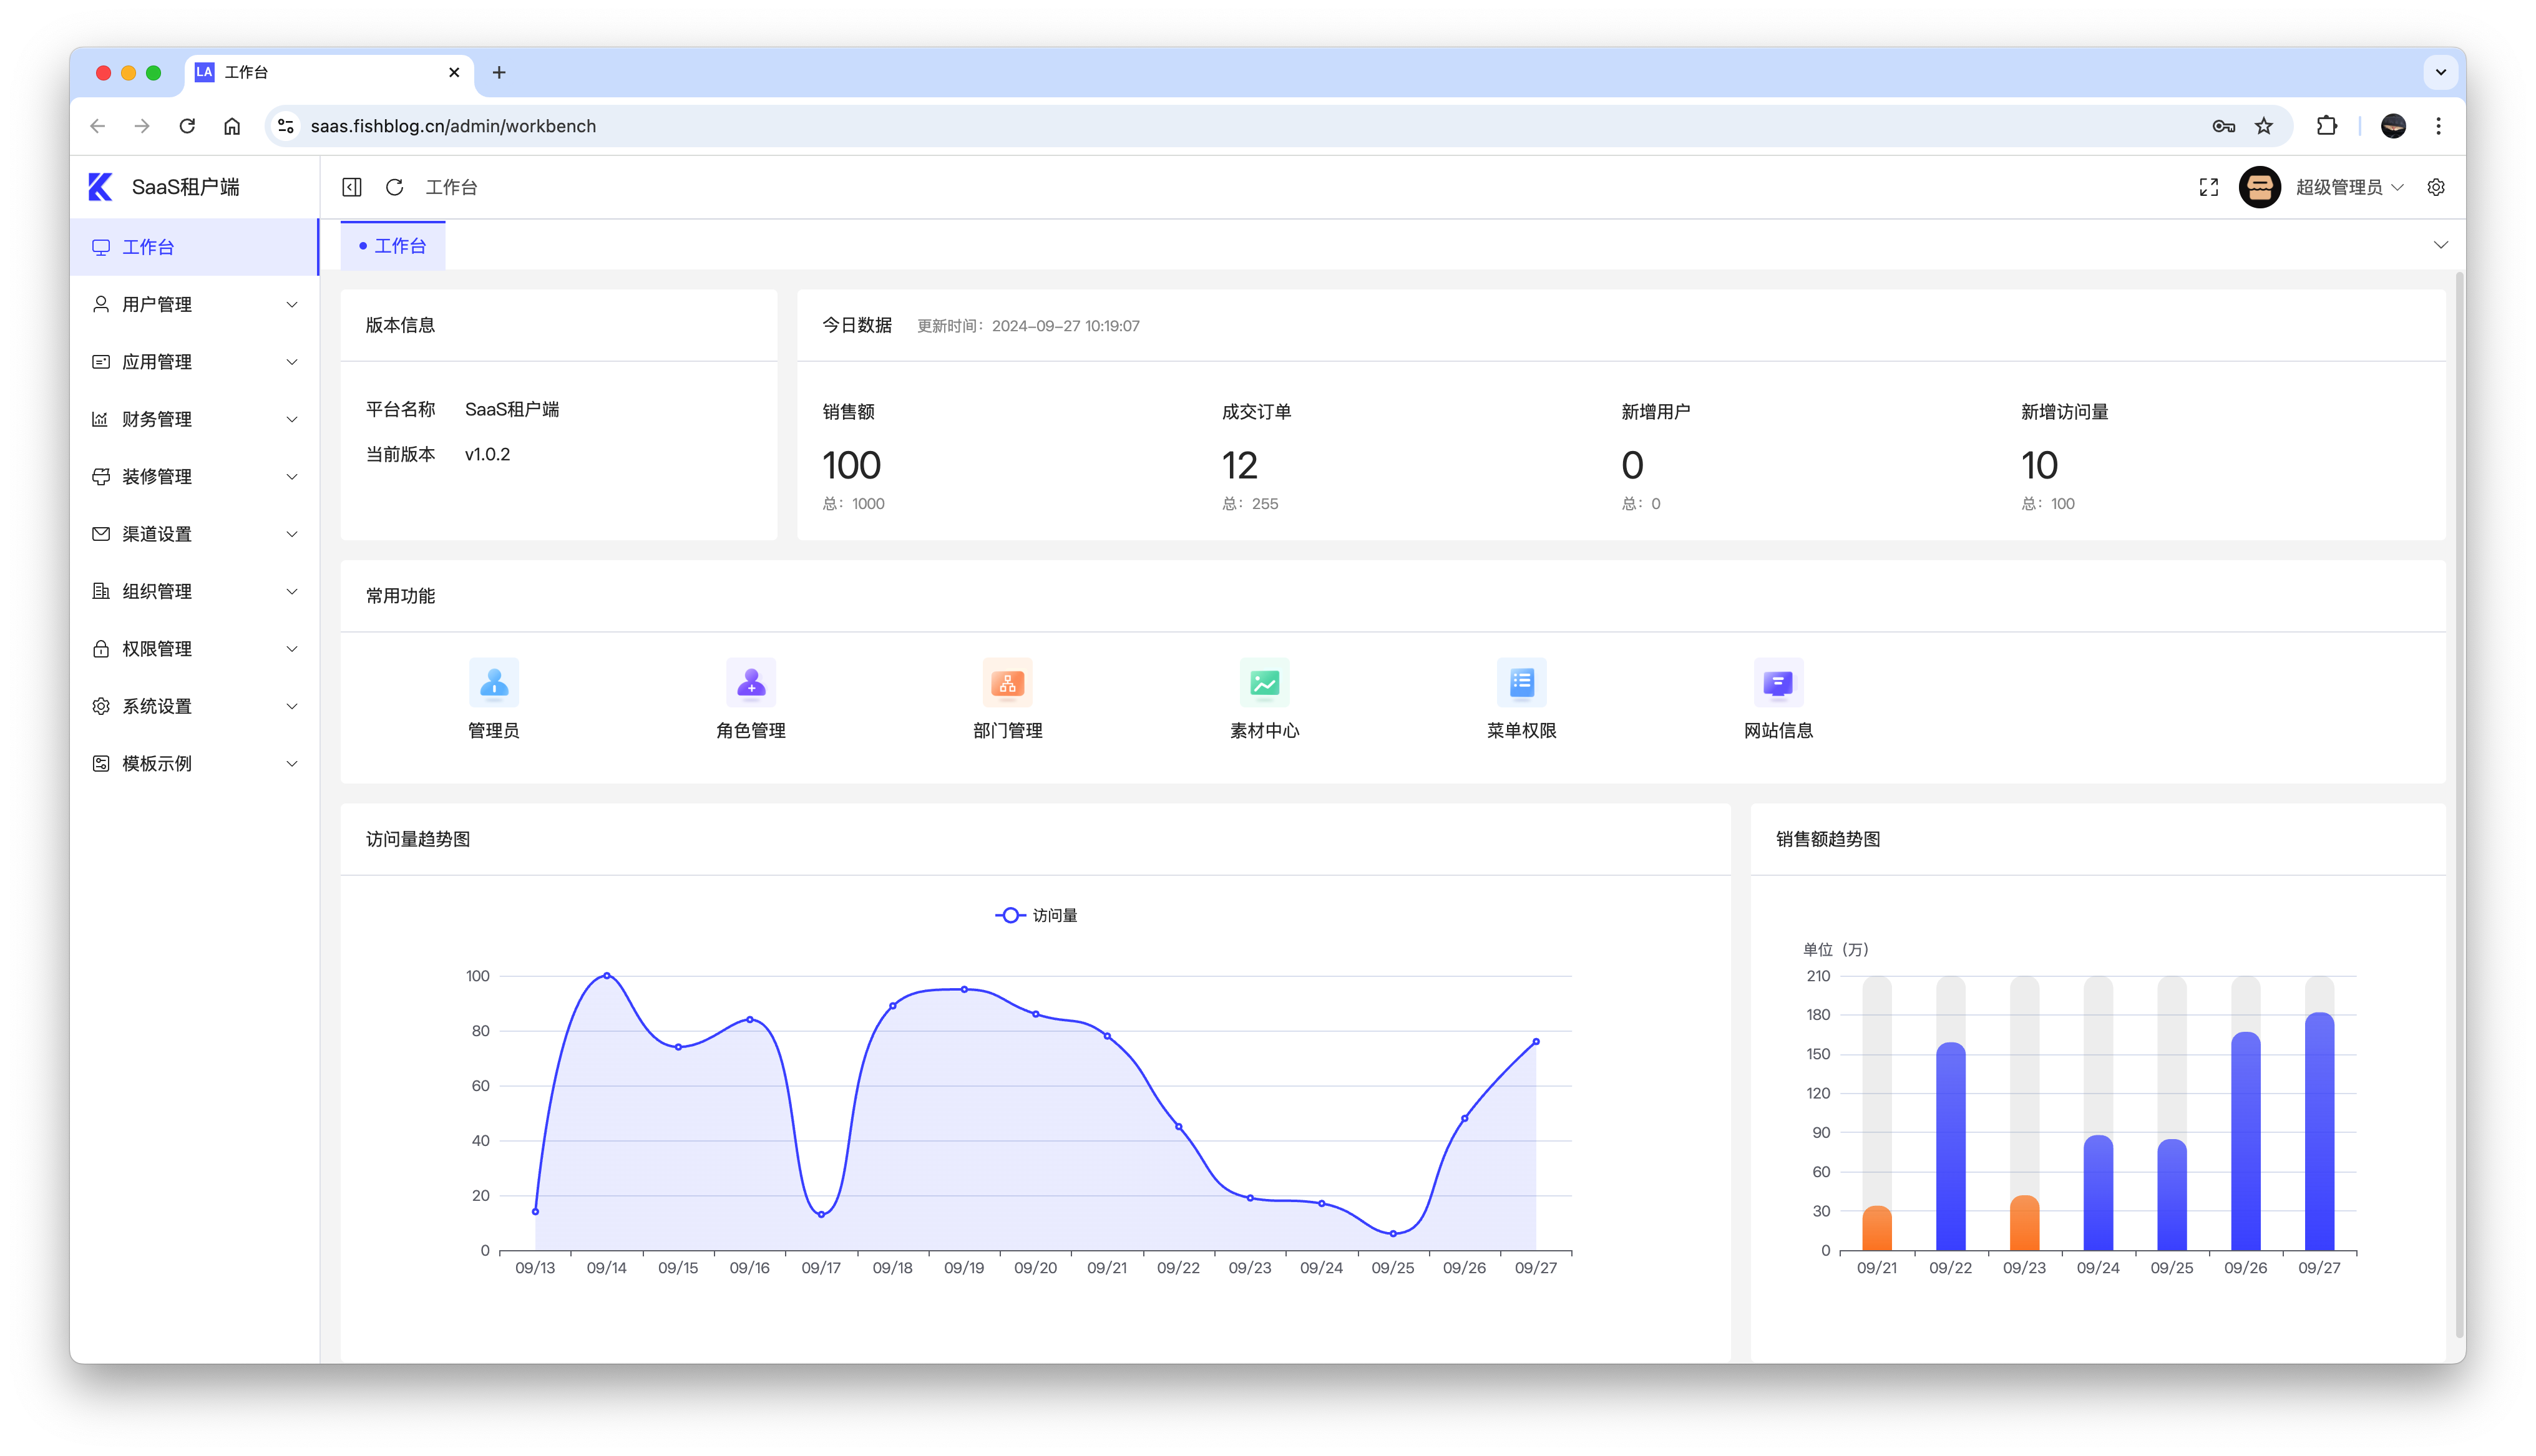 LA 工作台
saas.fishblog.cn/admin/workbench
SaaS租户端
工作台
超级管理员
工作台
用户管理
应用管理
财务管理
装修管理
渠道设置
组织管理
权限管理
系统设置
模板示例
工作台
版本信息
平台名称 SaaS租户端
当前版本 v1.0.2
今日数据 更新时间：2024-09-27 10:19:07
销售额 成交订单 新增用户 新增访问量
100 12 0 10
总：1000 总：255 总：0 总：100
常用功能
管理员 角色管理 部门管理 素材中心 菜单权限 网站信息
访问量趋势图
访问量
100
80
60
40
20
0
09/13 09/14 09/15 09/16 09/17 09/18 09/19 09/20 09/21 09/22 09/23 09/24 09/25 09/26 09/27
销售额趋势图
单位（万）
210
180
150
120
90
60
30
0
09/21 09/22 09/23 09/24 09/25 09/26 09/27